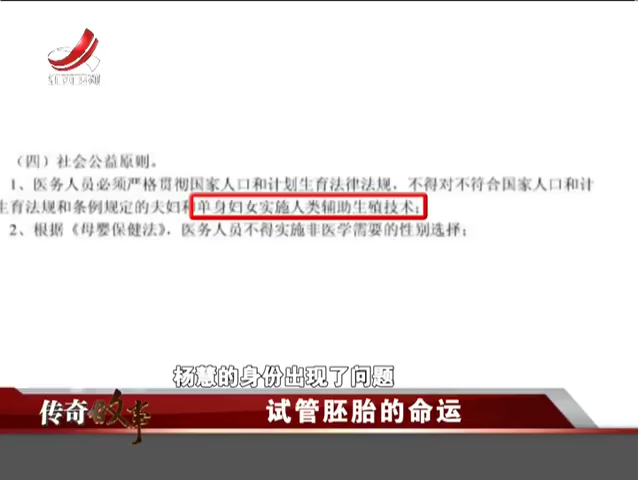 江西卫视
（四）社会公益原则。
1、医务人员必须严格贯彻国家人口和计划生育法律法规，不得对不符合国家人口和计
生育法规和条例规定的夫妇和单身妇女实施人类辅助生殖技术；
2、根据《母婴保健法》，医务人员不得实施非医学需要的性别选择；
杨慧的身份出现了问题
传奇故事
试管胚胎的命运